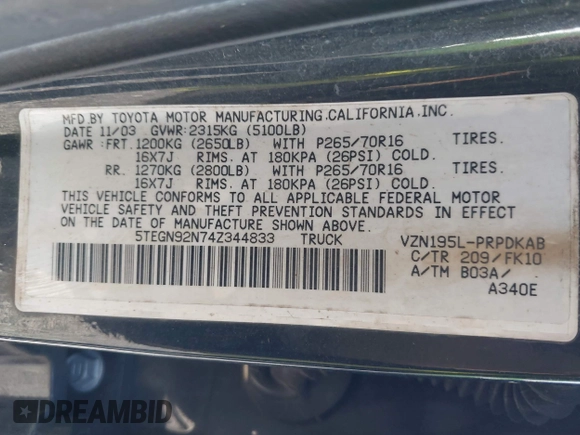 MFD.BY TOYOTA MOTOR MANUFACTURING,CALIFORNIA,INC.
DATE 11/03 GVWR:2315KG (5100LB)
GAWR :FRT.1200KG (2650LB) WITH P265/70R16 TIRES.
16X7J RIMS. AT 180KPA (26PSI) COLD.
RR. 1270KG (2800LB) WITH P265/70R16 TIRES.
16X7J RIMS. AT 180KPA (26PSI) COLD.
THIS VEHICLE CONFORMS TO ALL APPLICABLE FEDERAL MOTOR
VEHICLE SAFETY AND THEFT PREVENTION STANDARDS IN EFFECT
ON THE DATE OF MANUFACTURE SHOWN ABOVE.
5TEGN92N74Z344833 TRUCK VZN195L-PRPDKAB
C/TR 209/FK10
A/TM B03A/
A340E
DREAMBID